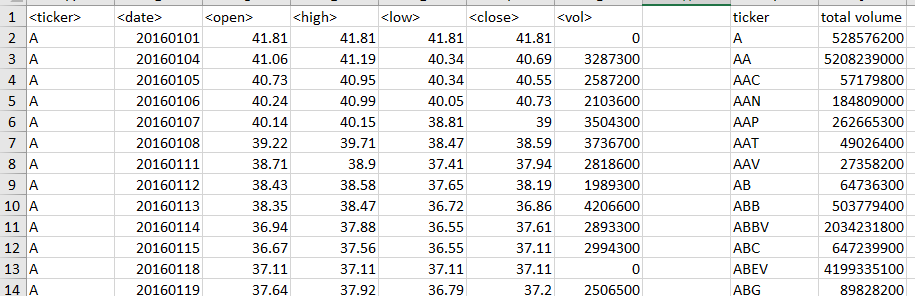 1 <ticker> <date> <open> <high> <low> <close> <vol> ticker total volume
2 A 20160101 41.81 41.81 41.81 41.81 0 A 528576200
3 A 20160104 41.06 41.19 40.34 40.69 3287300 AA 5208239000
4 A 20160105 40.73 40.95 40.34 40.55 2587200 AAC 57179800
5 A 20160106 40.24 40.99 40.05 40.73 2103600 AAN 184809000
6 A 20160107 40.14 40.15 38.81 39 3504300 AAP 262665300
7 A 20160108 39.22 39.71 38.47 38.59 3736700 AAT 49026400
8 A 20160111 38.71 38.9 37.41 37.94 2818600 AAV 27358200
9 A 20160112 38.43 38.58 37.65 38.19 1989300 AB 64736300
10 A 20160113 38.35 38.47 36.72 36.86 4206600 ABB 503779400
11 A 20160114 36.94 37.88 36.55 37.61 2893300 ABBV 2034231800
12 A 20160115 36.67 37.56 36.55 37.11 2994300 ABC 647239900
13 A 20160118 37.11 37.11 37.11 37.11 0 ABEV 4199335100
14 A 20160119 37.64 37.92 36.79 37.2 2506500 ABG 89828200